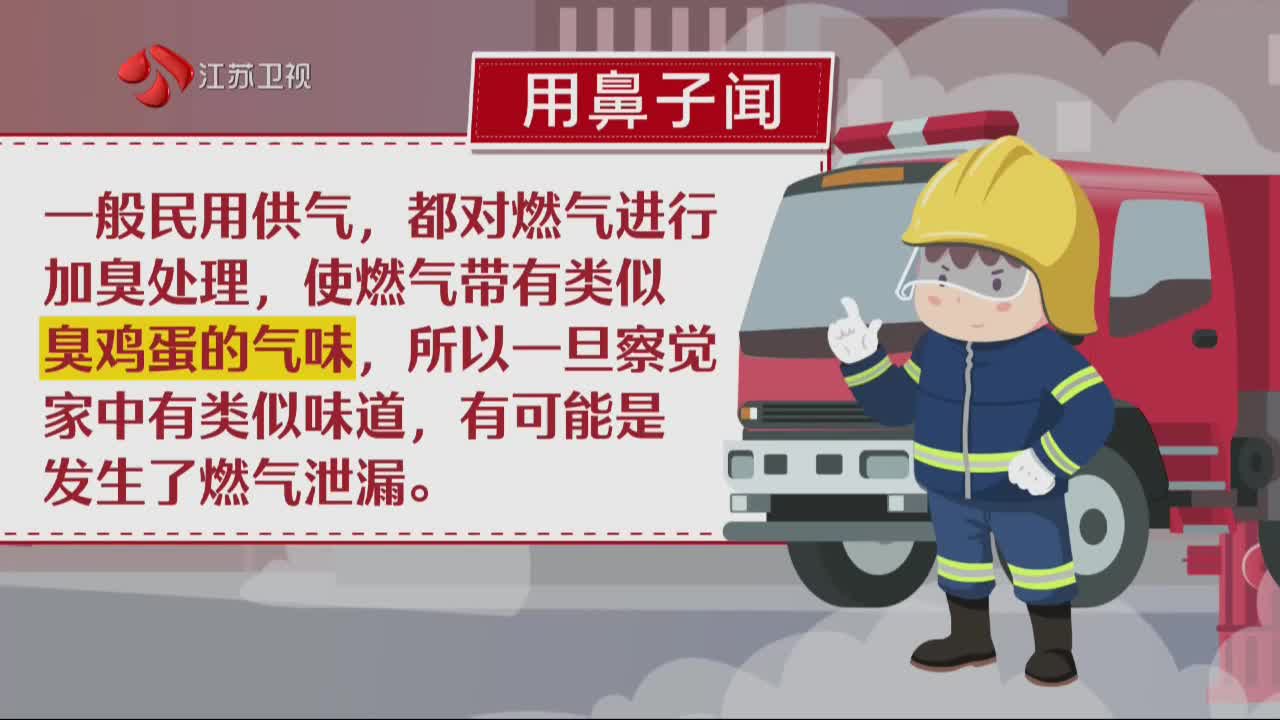 江苏卫视
用鼻子闻
一般民用供气，都对燃气进行
加臭处理，使燃气带有类似
臭鸡蛋的气味，所以一旦察觉
家中有类似味道，有可能是
发生了燃气泄漏。